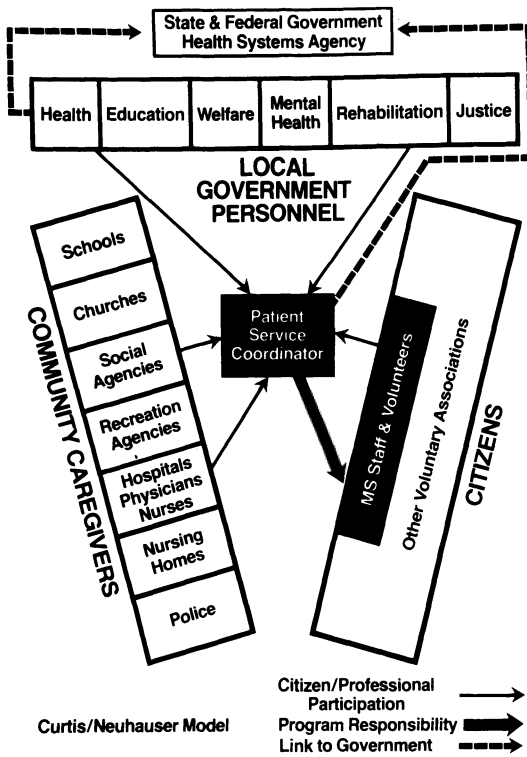 State & Federal Government
Health Systems Agency
Health
Education
Welfare
Mental
Health
Rehabilitation
Justice
LOCAL
GOVERNMENT
PERSONNEL
COMMUNITY CAREGIVERS
Schools
Churches
Social
Agencies
Recreation
Agencies
Hospitals
Physicians
Nurses
Nursing
Homes
Police
Patient
Service
Coordinator
MS Staff & Volunteers
Other Voluntary Associations
CITIZENS
Citizen/Professional
Participation
Program Responsibility
Link to Government
Curtis/Neuhauser Model